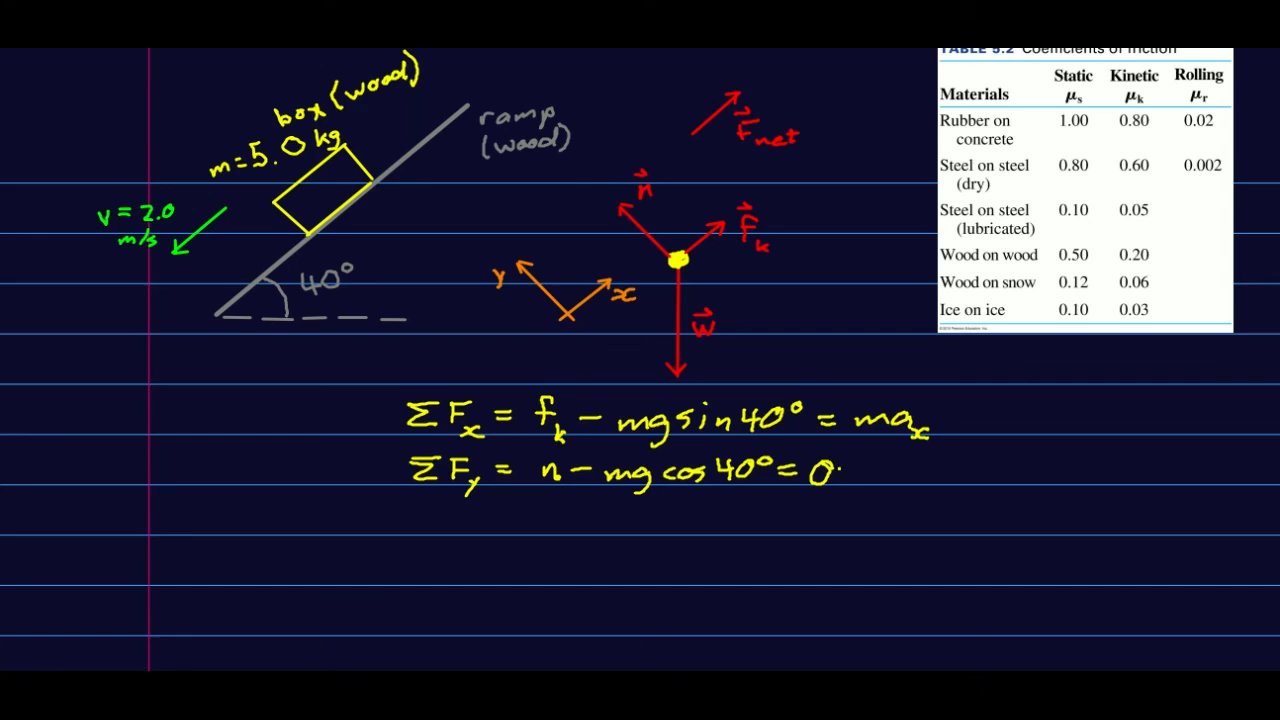 box (wood)
m = 5.0 kg
ramp
(wood)
v = 2.0
m/s
40°
y
x
F⃗net
n⃗
f⃗k
w⃗
TABLE 5.2 Coefficients of friction
Materials Static μs Kinetic μk Rolling μr
Rubber on concrete 1.00 0.80 0.02
Steel on steel (dry) 0.80 0.60 0.002
Steel on steel (lubricated) 0.10 0.05
Wood on wood 0.50 0.20
Wood on snow 0.12 0.06
Ice on ice 0.10 0.03
ΣFx = fk − mg sin 40° = max
ΣFy = n − mg cos 40° = 0